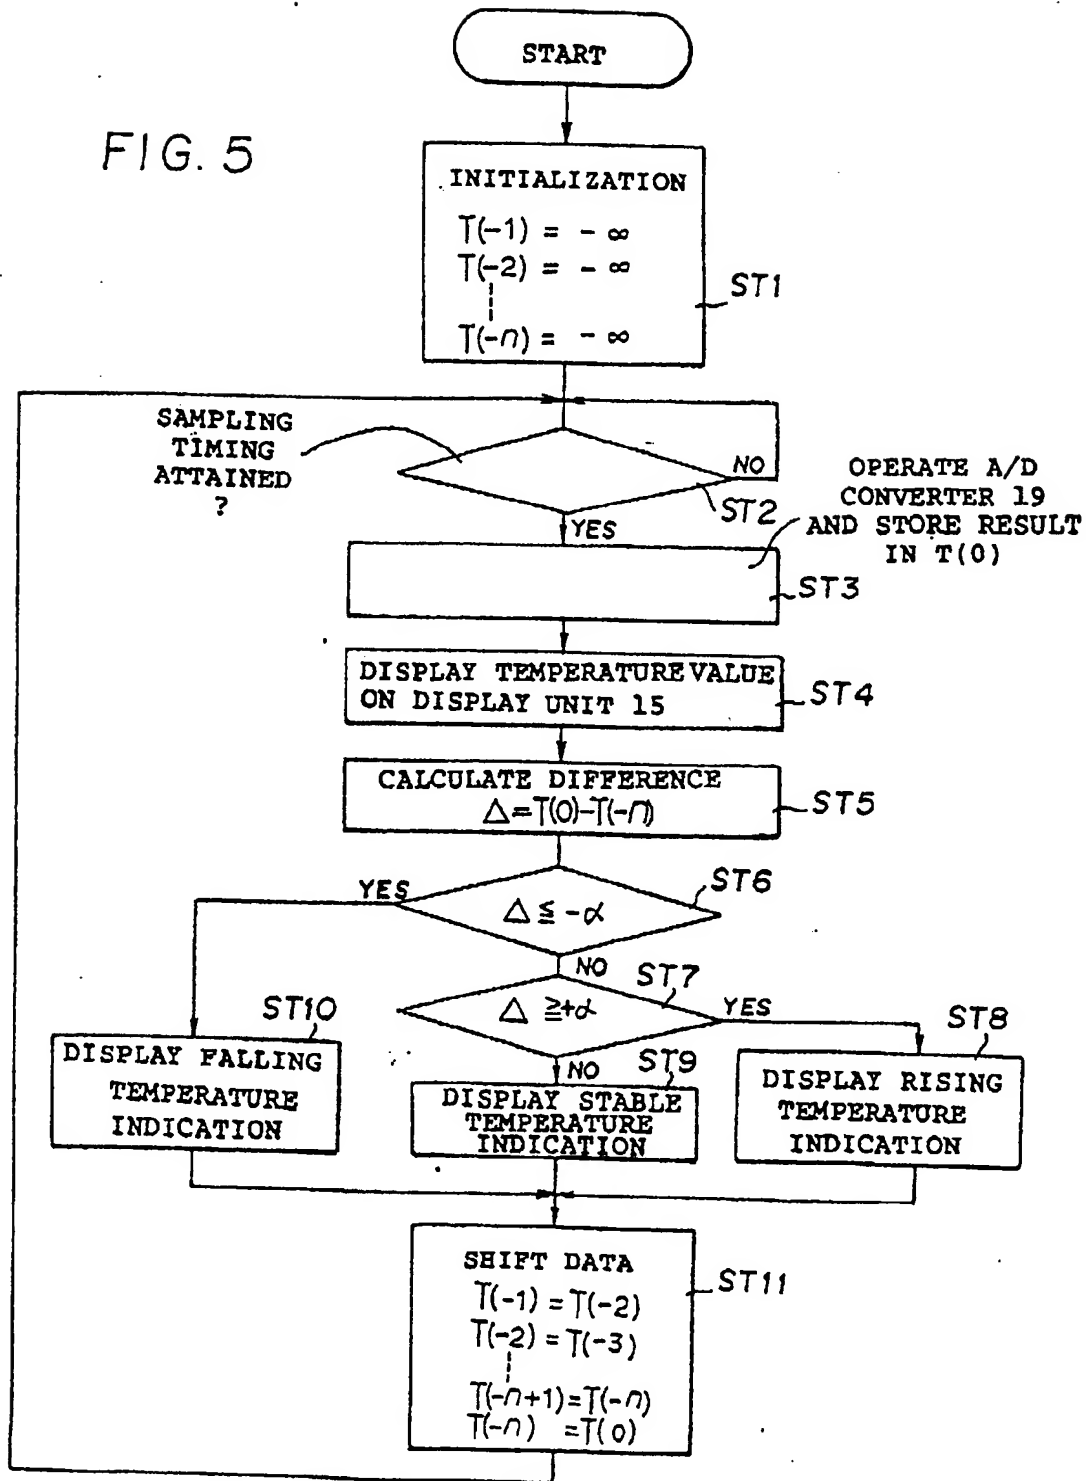 START
FIG. 5
INITIALIZATION
T(-1) = - ∞
T(-2) = - ∞
T(-n) = - ∞
ST1
SAMPLING
TIMING
ATTAINED
?
NO
ST2
YES
OPERATE A/D
CONVERTER 19
AND STORE RESULT
IN T(0)
ST3
DISPLAY TEMPERATURE VALUE
ON DISPLAY UNIT 15
ST4
CALCULATE DIFFERENCE
Δ=T(0)-T(-n)
ST5
YES
Δ ≦ -α
ST6
NO
ST7
Δ ≧+α
YES
ST10
DISPLAY FALLING
TEMPERATURE
INDICATION
NO
ST9
DISPLAY STABLE
TEMPERATURE
INDICATION
ST8
DISPLAY RISING
TEMPERATURE
INDICATION
SHIFT DATA
T(-1) = T(-2)
T(-2) = T(-3)
T(-n+1)=T(-n)
T(-n) =T(0)
ST11